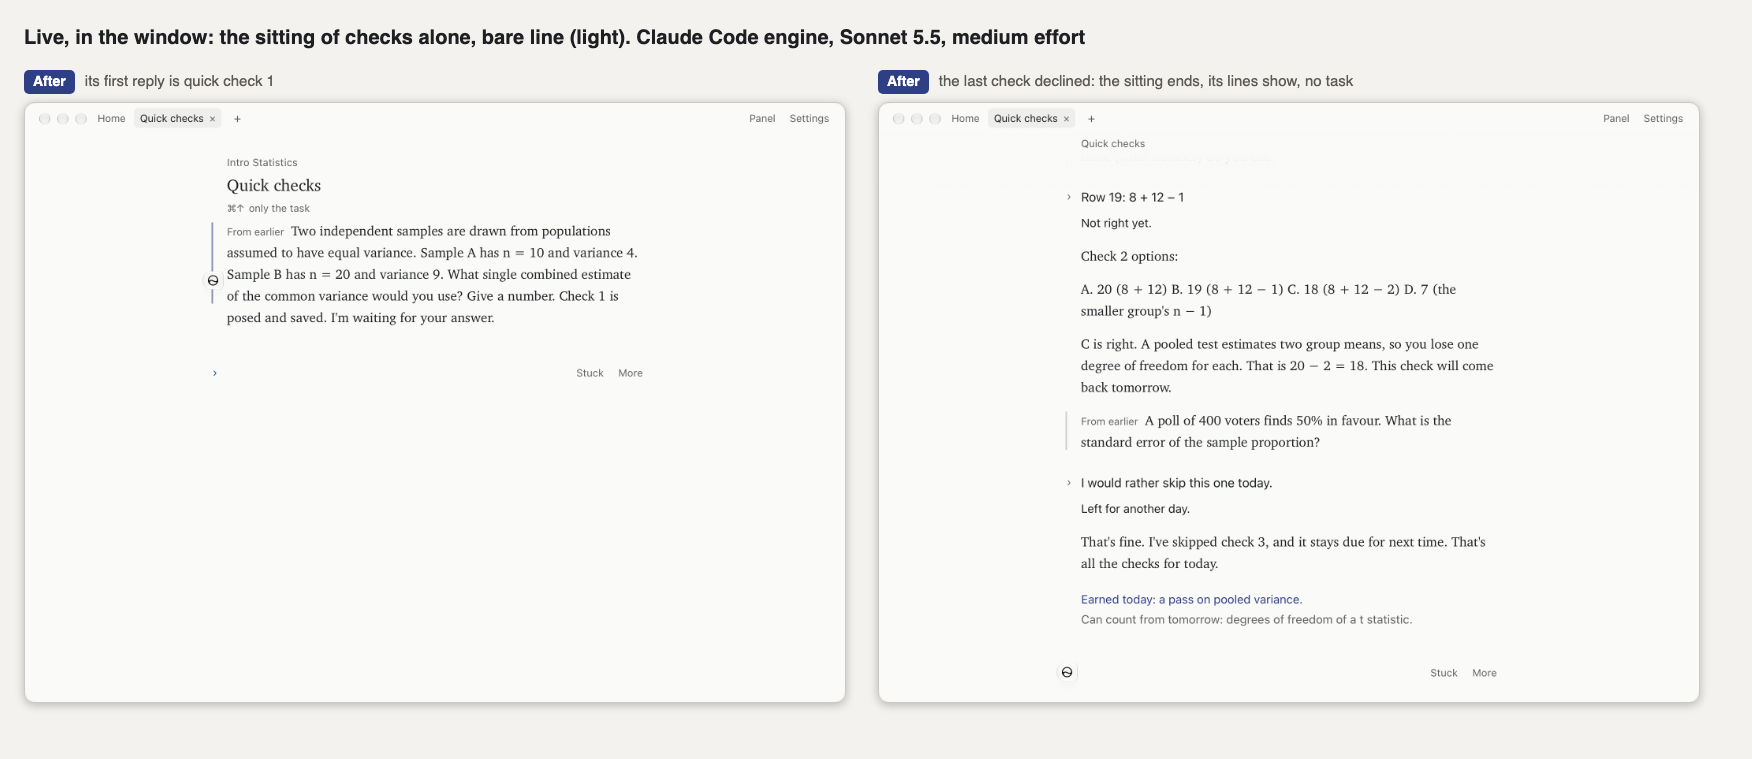 Live, in the window: the sitting of checks alone, bare line (light). Claude Code engine, Sonnet 5.5, medium effort
After its first reply is quick check 1
Home Quick checks × + Panel Settings
Intro Statistics
Quick checks
⌘↑ only the task
From earlier Two independent samples are drawn from populations
assumed to have equal variance. Sample A has n = 10 and variance 4.
Sample B has n = 20 and variance 9. What single combined estimate
of the common variance would you use? Give a number. Check 1 is
posed and saved. I'm waiting for your answer.
› Stuck More
After the last check declined: the sitting ends, its lines show, no task
Home Quick checks × + Panel Settings
Quick checks
› Row 19: 8 + 12 – 1
Not right yet.
Check 2 options:
A. 20 (8 + 12) B. 19 (8 + 12 − 1) C. 18 (8 + 12 − 2) D. 7 (the
smaller group's n − 1)
C is right. A pooled test estimates two group means, so you lose one
degree of freedom for each. That is 20 − 2 = 18. This check will come
back tomorrow.
From earlier A poll of 400 voters finds 50% in favour. What is the
standard error of the sample proportion?
› I would rather skip this one today.
Left for another day.
That's fine. I've skipped check 3, and it stays due for next time. That's
all the checks for today.
Earned today: a pass on pooled variance.
Can count from tomorrow: degrees of freedom of a t statistic.
Stuck More